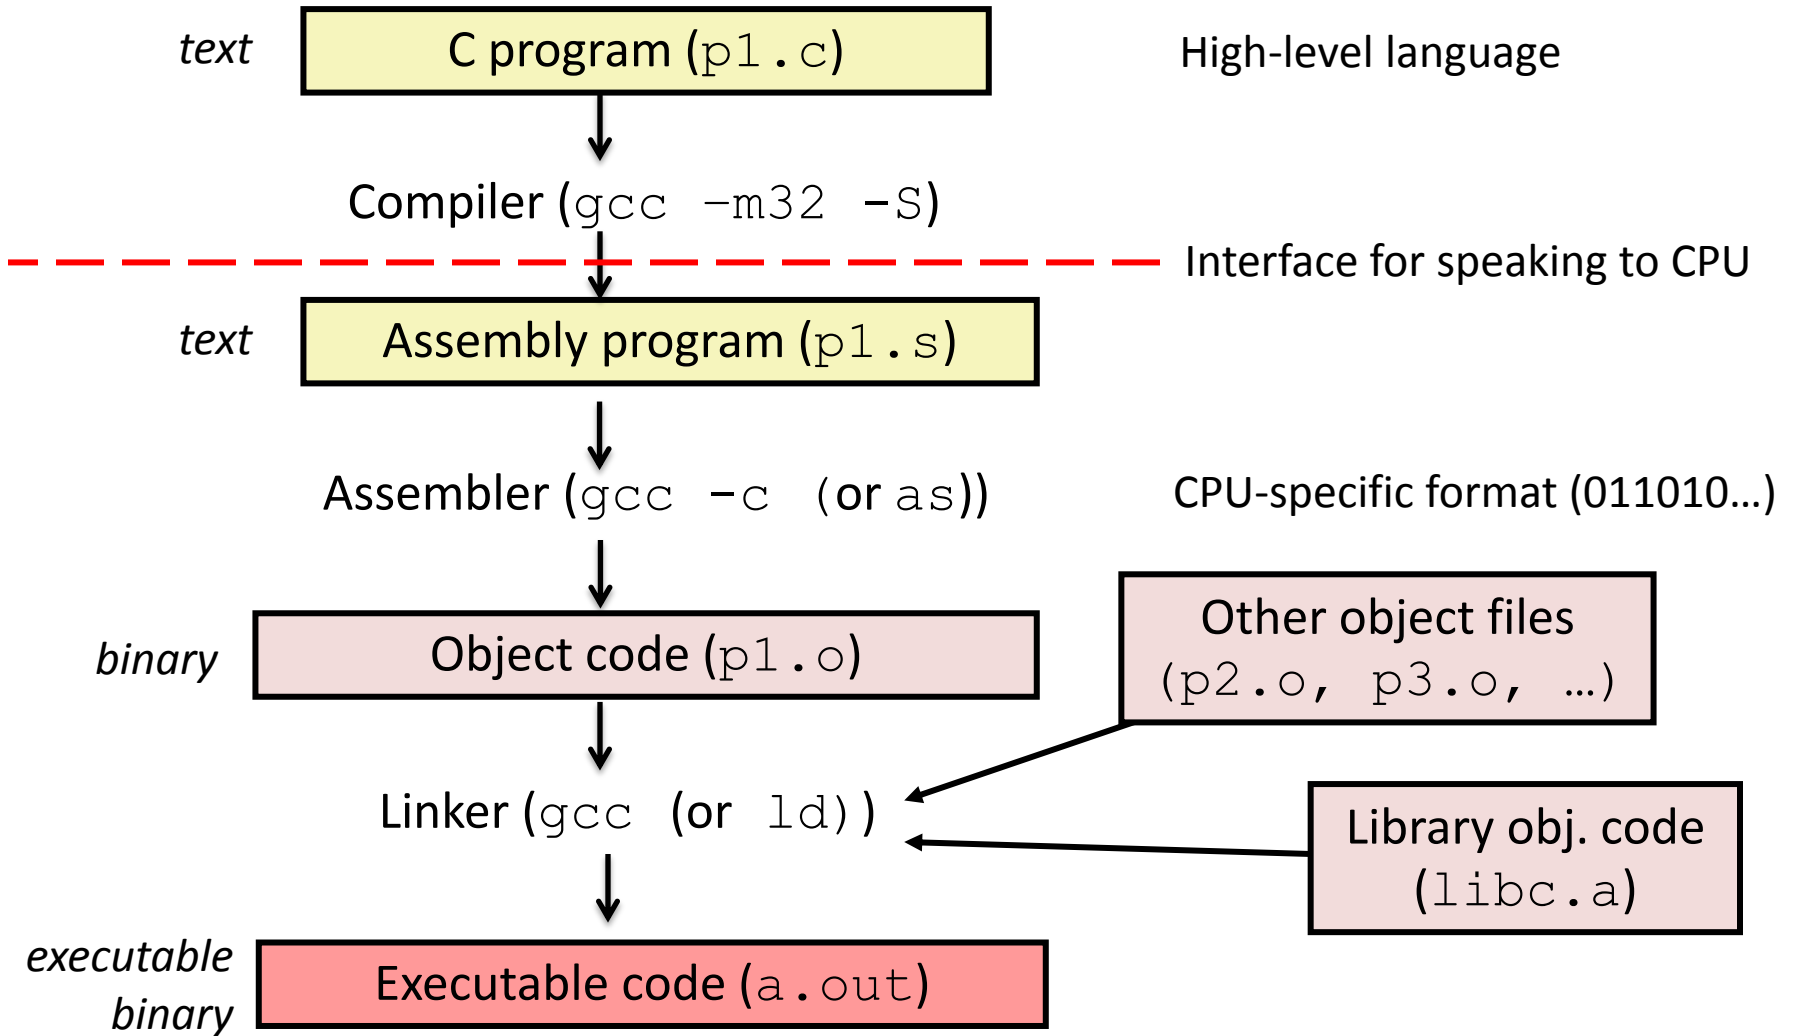 text
C program (p1.c)
High-level language
Compiler (gcc –m32 -S)
Interface for speaking to CPU
text
Assembly program (p1.s)
Assembler (gcc -c (or as))
CPU-specific format (011010…)
Other object files
(p2.o, p3.o, …)
binary
Object code (p1.o)
Linker (gcc (or ld))
Library obj. code
(libc.a)
executable
binary
Executable code (a.out)